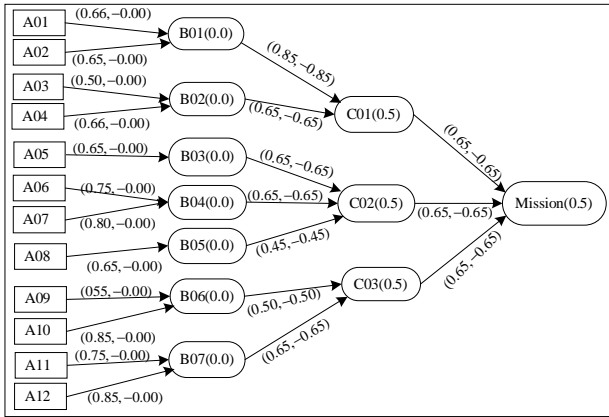 A01
(0.66,−0.00)
A02
(0.65,−0.00)
B01(0.0)
(0.85,−0.85)
A03
(0.50,−0.00)
A04
(0.66,−0.00)
B02(0.0)
(0.65,−0.65)
C01(0.5)
(0.65,−0.65)
A05
(0.65,−0.00)
B03(0.0)
(0.65,−0.65)
A06
(0.75,−0.00)
A07
(0.80,−0.00)
B04(0.0)
(0.65,−0.65)
C02(0.5)
(0.65,−0.65)
Mission(0.5)
A08
(0.65,−0.00)
B05(0.0)
(0.45,−0.45)
A09
(055,−0.00)
A10
(0.85,−0.00)
B06(0.0)
(0.50,−0.50)
C03(0.5)
(0.65,−0.65)
A11
(0.75,−0.00)
A12
(0.85,−0.00)
B07(0.0)
(0.65,−0.65)